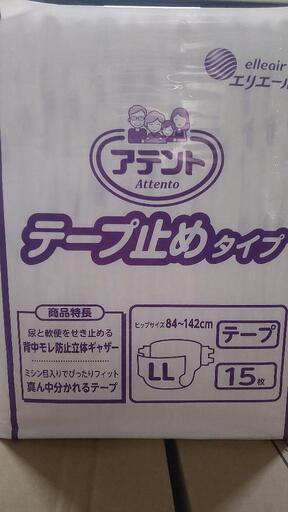 elleair
エリエール
アテント
Attento
テープ止めタイプ
商品特長
尿と軟便をせき止める
背中モレ防止立体ギャザー
ミシン目入りでぴったりフィット
真ん中分かれるテープ
ヒップサイズ 84~142cm
LL
テープ
15枚